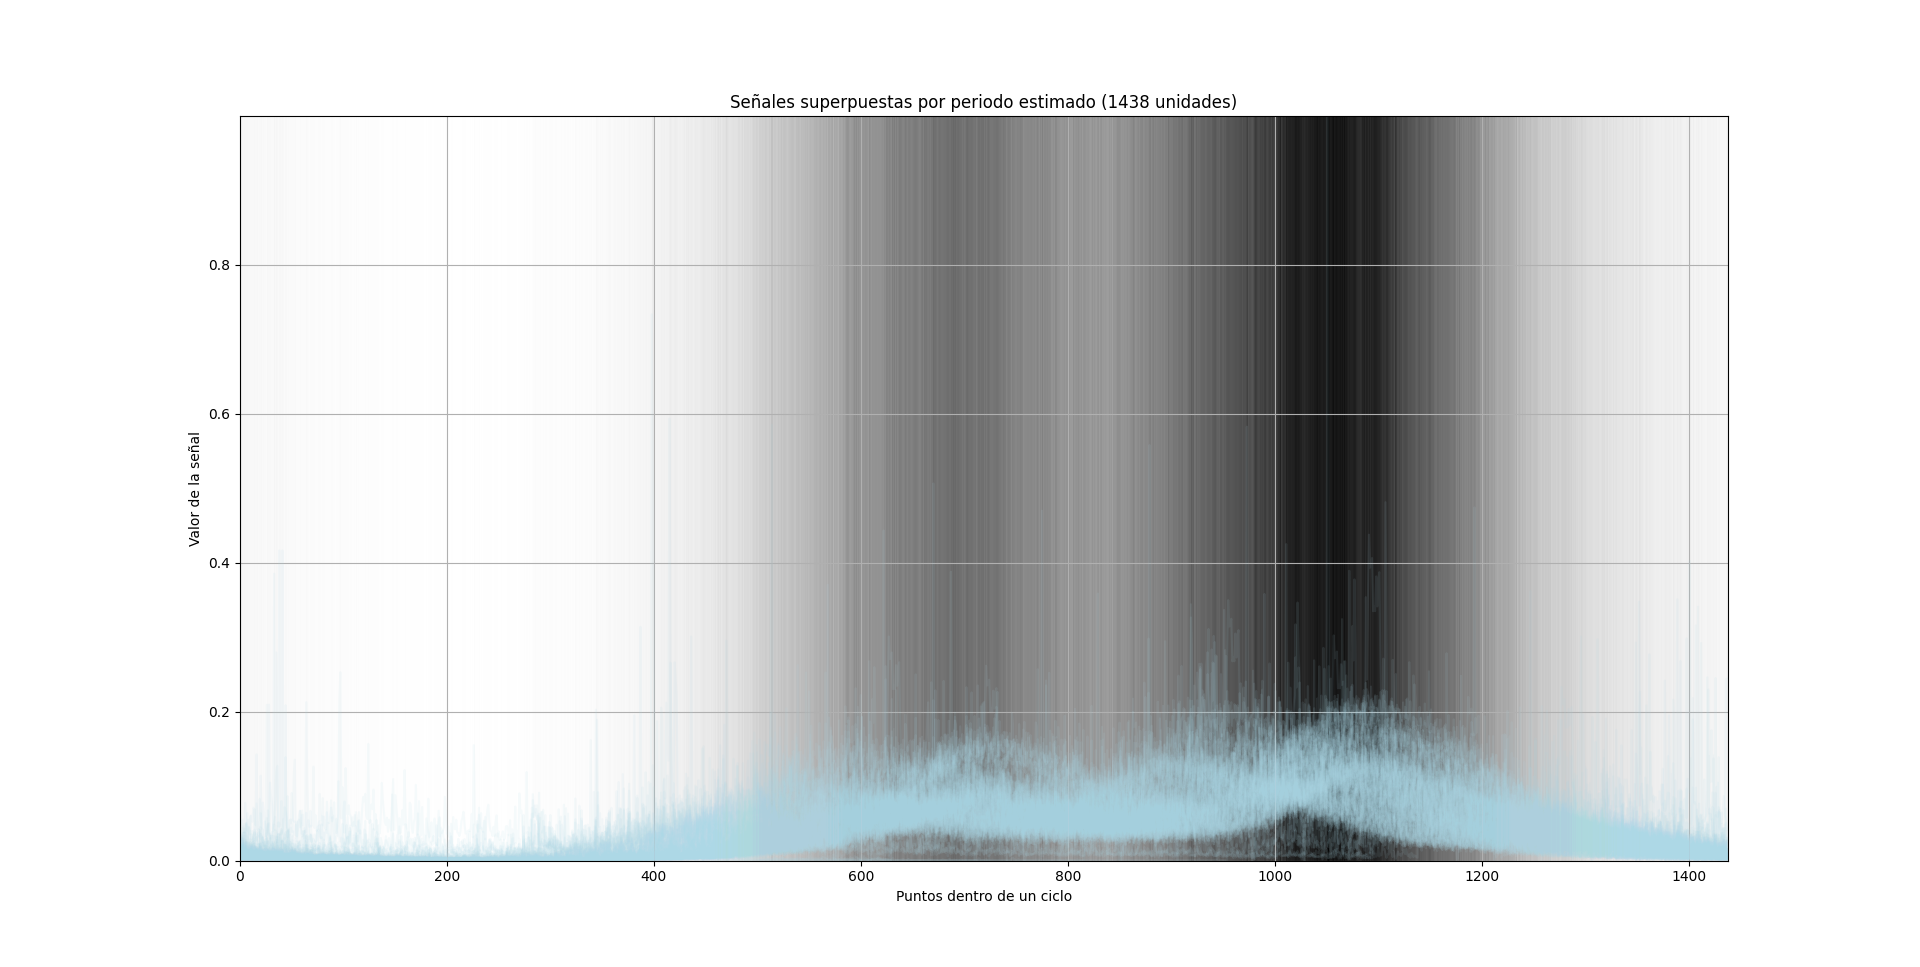 Señales superpuestas por periodo estimado (1438 unidades)
Valor de la señal
0.8
0.6
0.4
0.2
0.0
0 200 400 600 800 1000 1200 1400
Puntos dentro de un ciclo